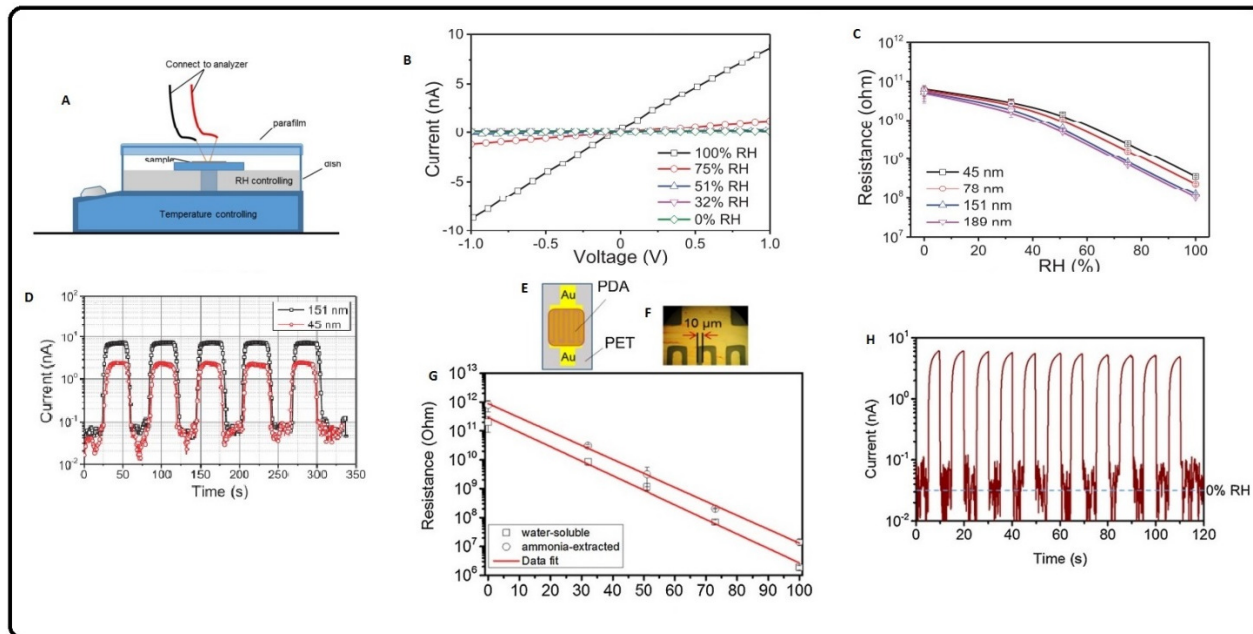 A
Connect to analyzer
parafilm
sample
dish
RH controlling
Temperature controlling
B
Current (nA)
10
5
0
-5
-10
-1.0 -0.5 0 0.5 1.0
Voltage (V)
100% RH
75% RH
51% RH
32% RH
0% RH
C
Resistance (ohm)
10¹²
10¹¹
10¹⁰
10⁹
10⁸
10⁷
0 20 40 60 80 100
RH (%)
45 nm
78 nm
151 nm
189 nm
D
Current (nA)
10²
10¹
10⁰
10⁻¹
10⁻²
0 50 100 150 200 250 300 350
Time (s)
151 nm
45 nm
E
Au
PDA
PET
Au
F
10 µm
G
Resistance (Ohm)
10¹³
10¹²
10¹¹
10¹⁰
10⁹
10⁸
10⁷
10⁶
0 10 20 30 40 50 60 70 80 90 100
water-soluble
ammonia-extracted
Data fit
H
Current (nA)
10¹
10⁰
10⁻¹
10⁻²
0 20 40 60 80 100 120
Time (s)
0% RH